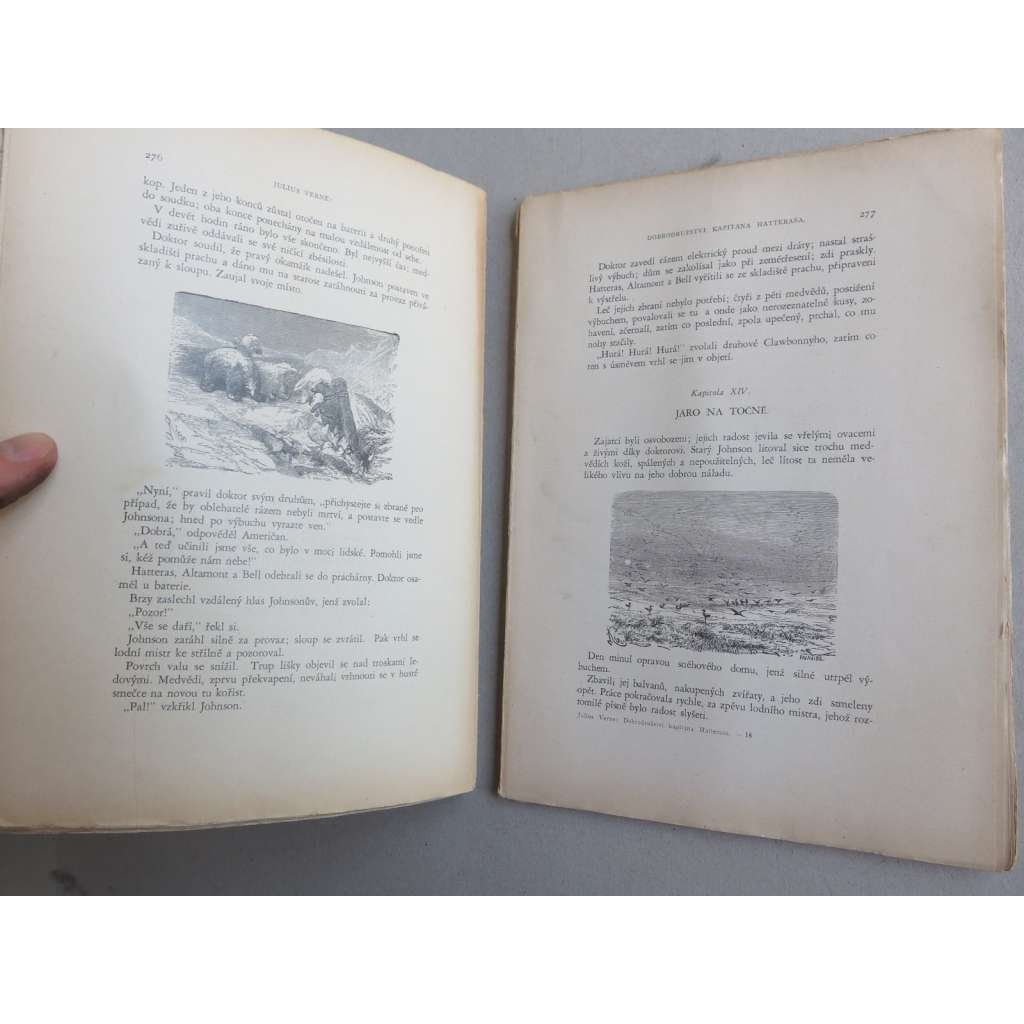 276
JULIUS VERNE:
kop. Jeden z jeho konců zůstal otočen na baterii a druhý postořen
do soudku; oba konce ponechány na malou vzdálenost od sebe.
V devět hodin ráno bylo vše skončeno. Byl nejvyšší čas; med-
vědi zuřivě oddávali se své ničící zběsilosti.
Doktor soudil, že pravý okamžik nadešel. Johnson postaven ve
skladišti prachu a dáno mu na starost zatáhnouti za provaz přivá-
zaný k sloupu. Zaujal svoje místo.
„Nyní,“ pravil doktor svým druhům, „přichystejte si zbraně pro
případ, že by oblehatelé rázem nebyli mrtví, a postavte se vedle
Johnsona; hned po výbuchu vyrazte ven.“
„Dobrá,“ odpověděl Američan.
„A teď učinili jsme vše, co bylo v moci lidské. Pomohli jsme
si, kéž pomůže nám nebe!“
Hatteras, Altamont a Bell odebrali se do prachárny. Doktor osa-
měl u baterie.
Brzy zaslechl vzdálený hlas Johnsonův, jenž zvolal:
„Pozor!“
„Vše se daří,“ řekl si.
Johnson zatáhl silně za provaz; sloup se zvrátil. Pak vrhl se
lodní mistr ke střílně a pozoroval.
Povrch valu se snížil. Trup lišky objevil se nad troskami le-
dovými. Medvědi, zprvu překvapení, neváhali vrhnouti se v husté
smečce na novou tu kořist.
„Pal!“ vzkřikl Johnson.
DOBRODRUŽSTVÍ KAPITÁNA HATTERASA.
277
Doktor zavedl rázem elektrický proud mezi dráty; nastal straš-
livý výbuch; dům se zakolísal jako při zemětřesení; zdi praskly.
Hatteras, Altamont a Bell vyřítili se ze skladiště prachu, připraveni
k výstřelu.
Leč jejich zbraní nebylo potřebí; čtyři z pěti medvědů, postiženi
výbuchem, povalovali se tu a onde jako nerozeznatelné kusy, zo-
havení, zčernalí, zatím co poslední, zpola upečený, prchal, co mu
nohy stačily.
„Hurá! Hurá! Hurá!“ zvolali druhové Clawbonnyho, zatím co
ten s úsměvem vrhl se jim v objetí.
Kapitola XIV.
JARO NA TOČNĚ.
Zajatci byli osvobozeni; jejich radost jevila se vřelými ovacemi
a živými díky doktorovi. Starý Johnson litoval sice trochu med-
vědích koží, spálených a nepoužitelných, leč lítost ta neměla ve-
likého vlivu na jeho dobrou náladu.
Den minul opravou sněhového domu, jenž silně utrpěl vý-
buchem.
Zbavili jej balvanů, nakupených zvířaty, a jeho zdi stmeleny
opět. Práce pokračovala rychle, za zpěvu lodního mistra, jehož roz-
tomilé písně bylo radost slyšeti.
Julius Verne: Dobrodružství kapitána Hatterasa. — 18